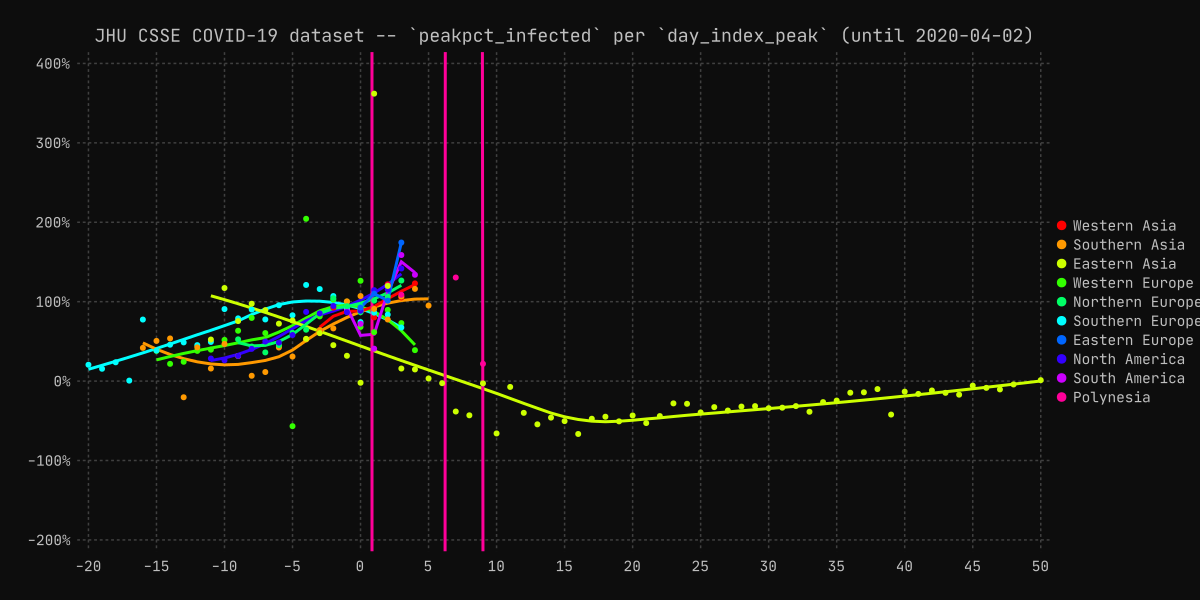 JHU CSSE COVID-19 dataset -- `peakpct_infected` per `day_index_peak` (until 2020-04-02)
400%
300%
200%
100%
0%
-100%
-200%
-20 -15 -10 -5 0 5 10 15 20 25 30 35 40 45 50
Western Asia
Southern Asia
Eastern Asia
Western Europe
Northern Europe
Southern Europe
Eastern Europe
North America
South America
Polynesia